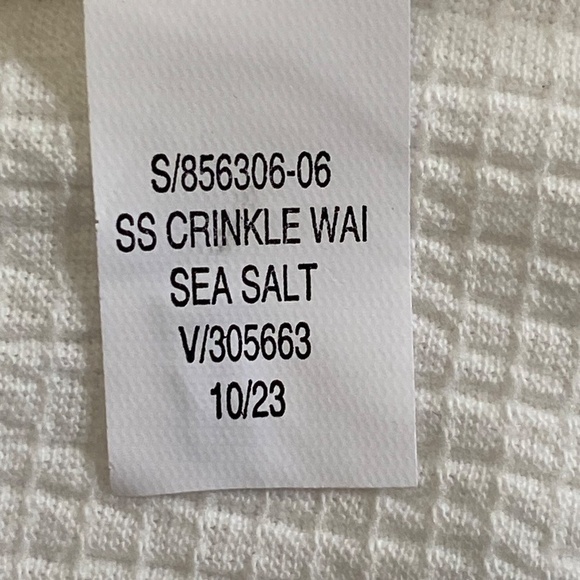 S/856306-06
SS CRINKLE WAI
SEA SALT
V/305663
10/23